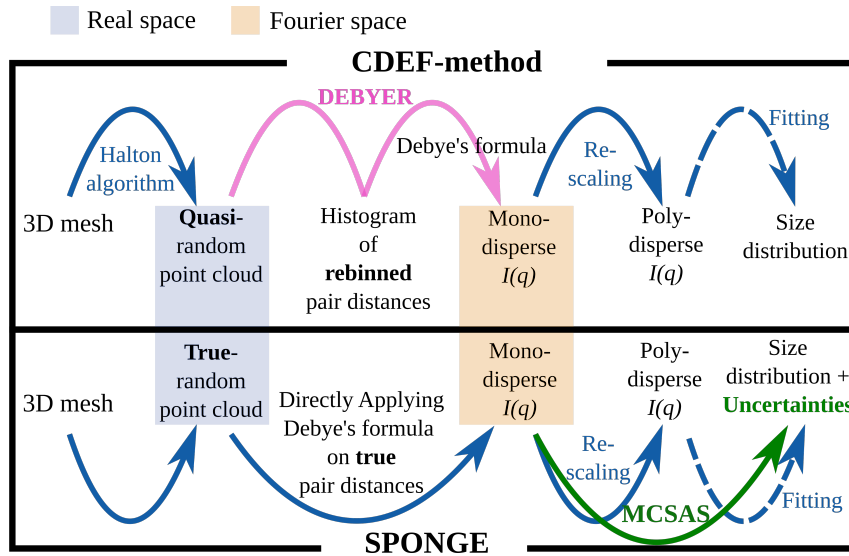 Real space
Fourier space
CDEF-method
DEBYER
Halton
algorithm
Debye's formula
Re-
scaling
Fitting
3D mesh
Quasi-
random
point cloud
Histogram
of
rebinned
pair distances
Mono-
disperse
I(q)
Poly-
disperse
I(q)
Size
distribution
3D mesh
True-
random
point cloud
Directly Applying
Debye's formula
on true
pair distances
Mono-
disperse
I(q)
Poly-
disperse
I(q)
Size
distribution +
Uncertainties
Re-
scaling
MCSAS
Fitting
SPONGE